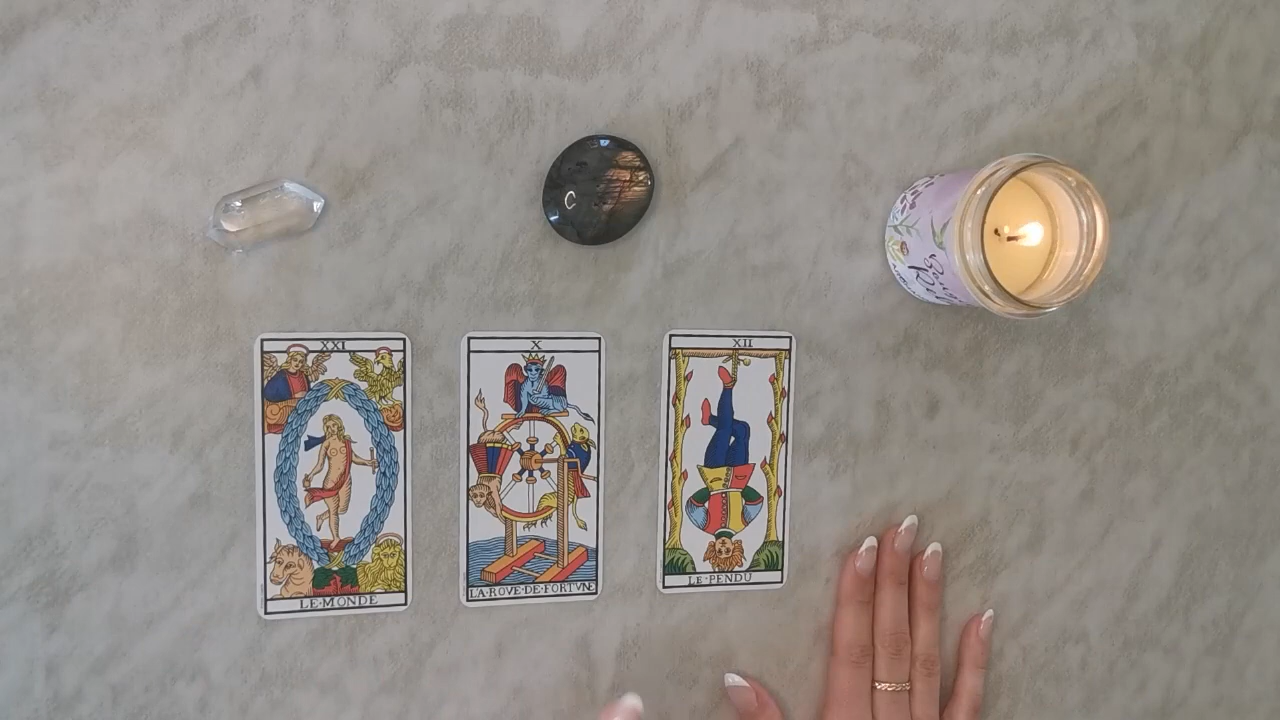 XXI
LE·MONDE
X
LA·ROVE·DE·FORTVNE
XII
LE·PENDU